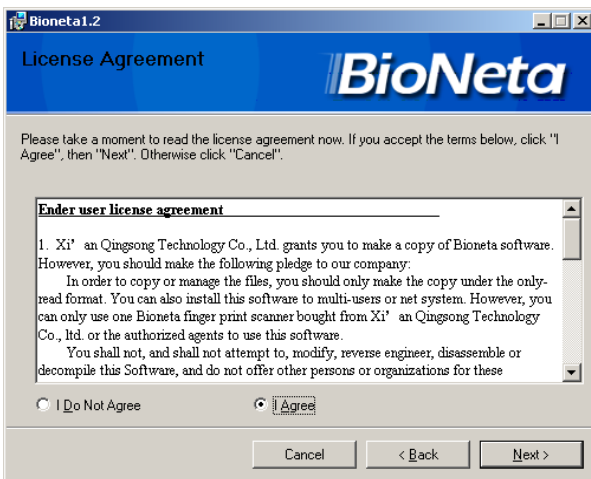 Bioneta1.2
License Agreement
BioNeta
Please take a moment to read the license agreement now. If you accept the terms below, click "I
Agree", then "Next". Otherwise click "Cancel".
Ender user license agreement
1. Xi’ an Qingsong Technology Co., Ltd. grants you to make a copy of Bioneta software.
However, you should make the following pledge to our company:
In order to copy or manage the files, you should only make the copy under the only-
read format. You can also install this software to multi-users or net system. However, you
can only use one Bioneta finger print scanner bought from Xi’ an Qingsong Technology
Co., ltd. or the authorized agents to use this software.
You shall not, and shall not attempt to, modify, reverse engineer, disassemble or
decompile this Software, and do not offer other persons or organizations for these
I Do Not Agree
I Agree
Cancel
< Back
Next >